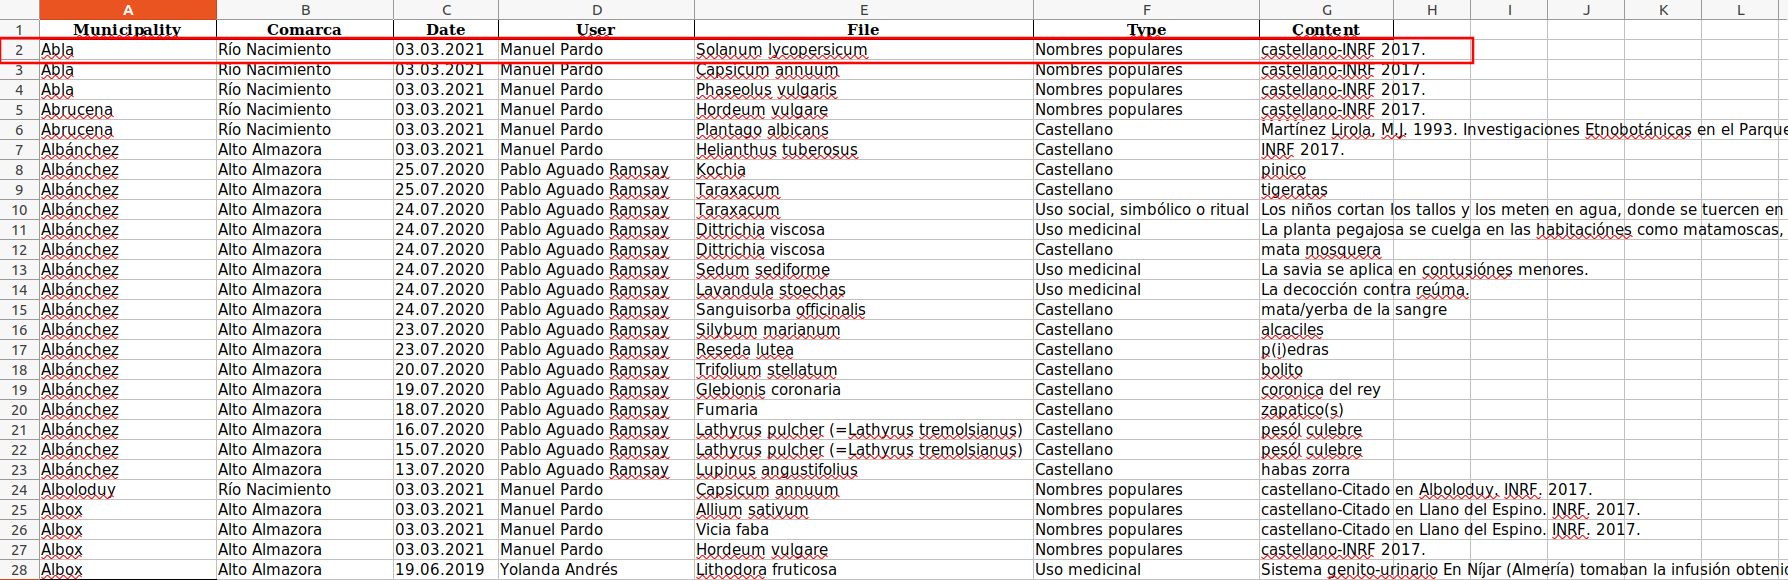 A B C D E F G H I J K L
1 Municipality Comarca Date User File Type Content
2 Abla Río Nacimiento 03.03.2021 Manuel Pardo Solanum lycopersicum Nombres populares castellano-INRF 2017.
3 Abla Río Nacimiento 03.03.2021 Manuel Pardo Capsicum annuum Nombres populares castellano-INRF 2017.
4 Abla Río Nacimiento 03.03.2021 Manuel Pardo Phaseolus vulgaris Nombres populares castellano-INRF 2017.
5 Abrucena Río Nacimiento 03.03.2021 Manuel Pardo Hordeum vulgare Nombres populares castellano-INRF 2017.
6 Abrucena Río Nacimiento 03.03.2021 Manuel Pardo Plantago albicans Castellano Martínez Lirola, M.J. 1993. Investigaciones Etnobotánicas en el Parque
7 Albánchez Alto Almazora 03.03.2021 Manuel Pardo Helianthus tuberosus Castellano INRF 2017.
8 Albánchez Alto Almazora 25.07.2020 Pablo Aguado Ramsay Kochia Castellano pinico
9 Albánchez Alto Almazora 25.07.2020 Pablo Aguado Ramsay Taraxacum Castellano tigeratas
10 Albánchez Alto Almazora 24.07.2020 Pablo Aguado Ramsay Taraxacum Uso social, simbólico o ritual Los niños cortan los tallos y los meten en agua, donde se tuercen en
11 Albánchez Alto Almazora 24.07.2020 Pablo Aguado Ramsay Dittrichia viscosa Uso medicinal La planta pegajosa se cuelga en las habitaciónes como matamoscas,
12 Albánchez Alto Almazora 24.07.2020 Pablo Aguado Ramsay Dittrichia viscosa Castellano mata mosquera
13 Albánchez Alto Almazora 24.07.2020 Pablo Aguado Ramsay Sedum sediforme Uso medicinal La savia se aplica en contusiónes menores.
14 Albánchez Alto Almazora 24.07.2020 Pablo Aguado Ramsay Lavandula stoechas Uso medicinal La decocción contra reúma.
15 Albánchez Alto Almazora 24.07.2020 Pablo Aguado Ramsay Sanguisorba officinalis Castellano mata/yerba de la sangre
16 Albánchez Alto Almazora 23.07.2020 Pablo Aguado Ramsay Silybum marianum Castellano alcaciles
17 Albánchez Alto Almazora 23.07.2020 Pablo Aguado Ramsay Reseda lutea Castellano p(i)edras
18 Albánchez Alto Almazora 20.07.2020 Pablo Aguado Ramsay Trifolium stellatum Castellano bolito
19 Albánchez Alto Almazora 19.07.2020 Pablo Aguado Ramsay Glebionis coronaria Castellano coronica del rey
20 Albánchez Alto Almazora 18.07.2020 Pablo Aguado Ramsay Fumaria Castellano zapatico(s)
21 Albánchez Alto Almazora 16.07.2020 Pablo Aguado Ramsay Lathyrus pulcher (=Lathyrus tremolsianus) Castellano pesól culebre
22 Albánchez Alto Almazora 15.07.2020 Pablo Aguado Ramsay Lathyrus pulcher (=Lathyrus tremolsianus) Castellano pesól culebre
23 Albánchez Alto Almazora 13.07.2020 Pablo Aguado Ramsay Lupinus angustifolius Castellano habas zorra
24 Alboloduy Río Nacimiento 03.03.2021 Manuel Pardo Capsicum annuum Nombres populares castellano-Citado en Alboloduy. INRF. 2017.
25 Albox Alto Almazora 03.03.2021 Manuel Pardo Allium sativum Nombres populares castellano-Citado en Llano del Espino. INRF. 2017.
26 Albox Alto Almazora 03.03.2021 Manuel Pardo Vicia faba Nombres populares castellano-Citado en Llano del Espino. INRF. 2017.
27 Albox Alto Almazora 03.03.2021 Manuel Pardo Hordeum vulgare Nombres populares castellano-INRF 2017.
28 Albox Alto Almazora 19.06.2019 Yolanda Andrés Lithodora fruticosa Uso medicinal Sistema genito-urinario En Níjar (Almería) tomaban la infusión